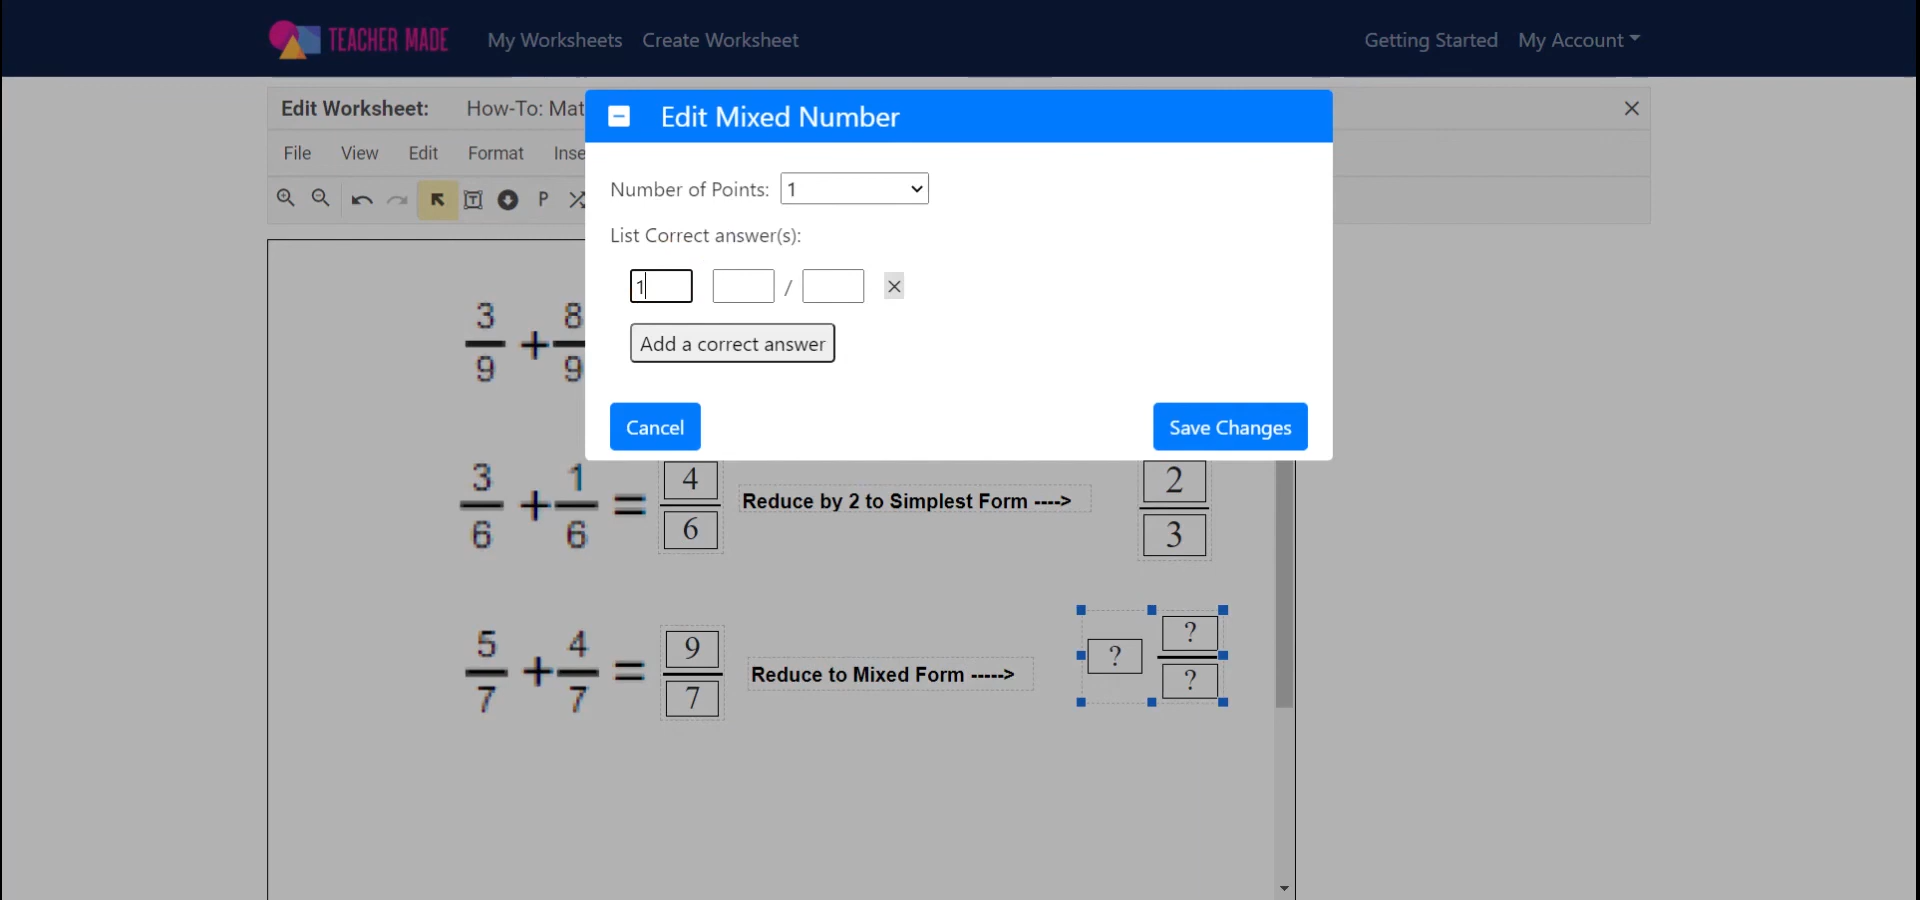 TEACHER MADE
My Worksheets
Create Worksheet
Getting Started
My Account
Edit Worksheet:
How-To: Mat
File
View
Edit
Format
Inse
T
P
Edit Mixed Number
Number of Points: 1
List Correct answer(s):
1 /
Add a correct answer
Cancel
Save Changes
3 8
+
9 9
3 1 4 2
+ = Reduce by 2 to Simplest Form ---->
6 6 6 3
5 4 9 ?
+ = Reduce to Mixed Form -----> ?
7 7 7 ?